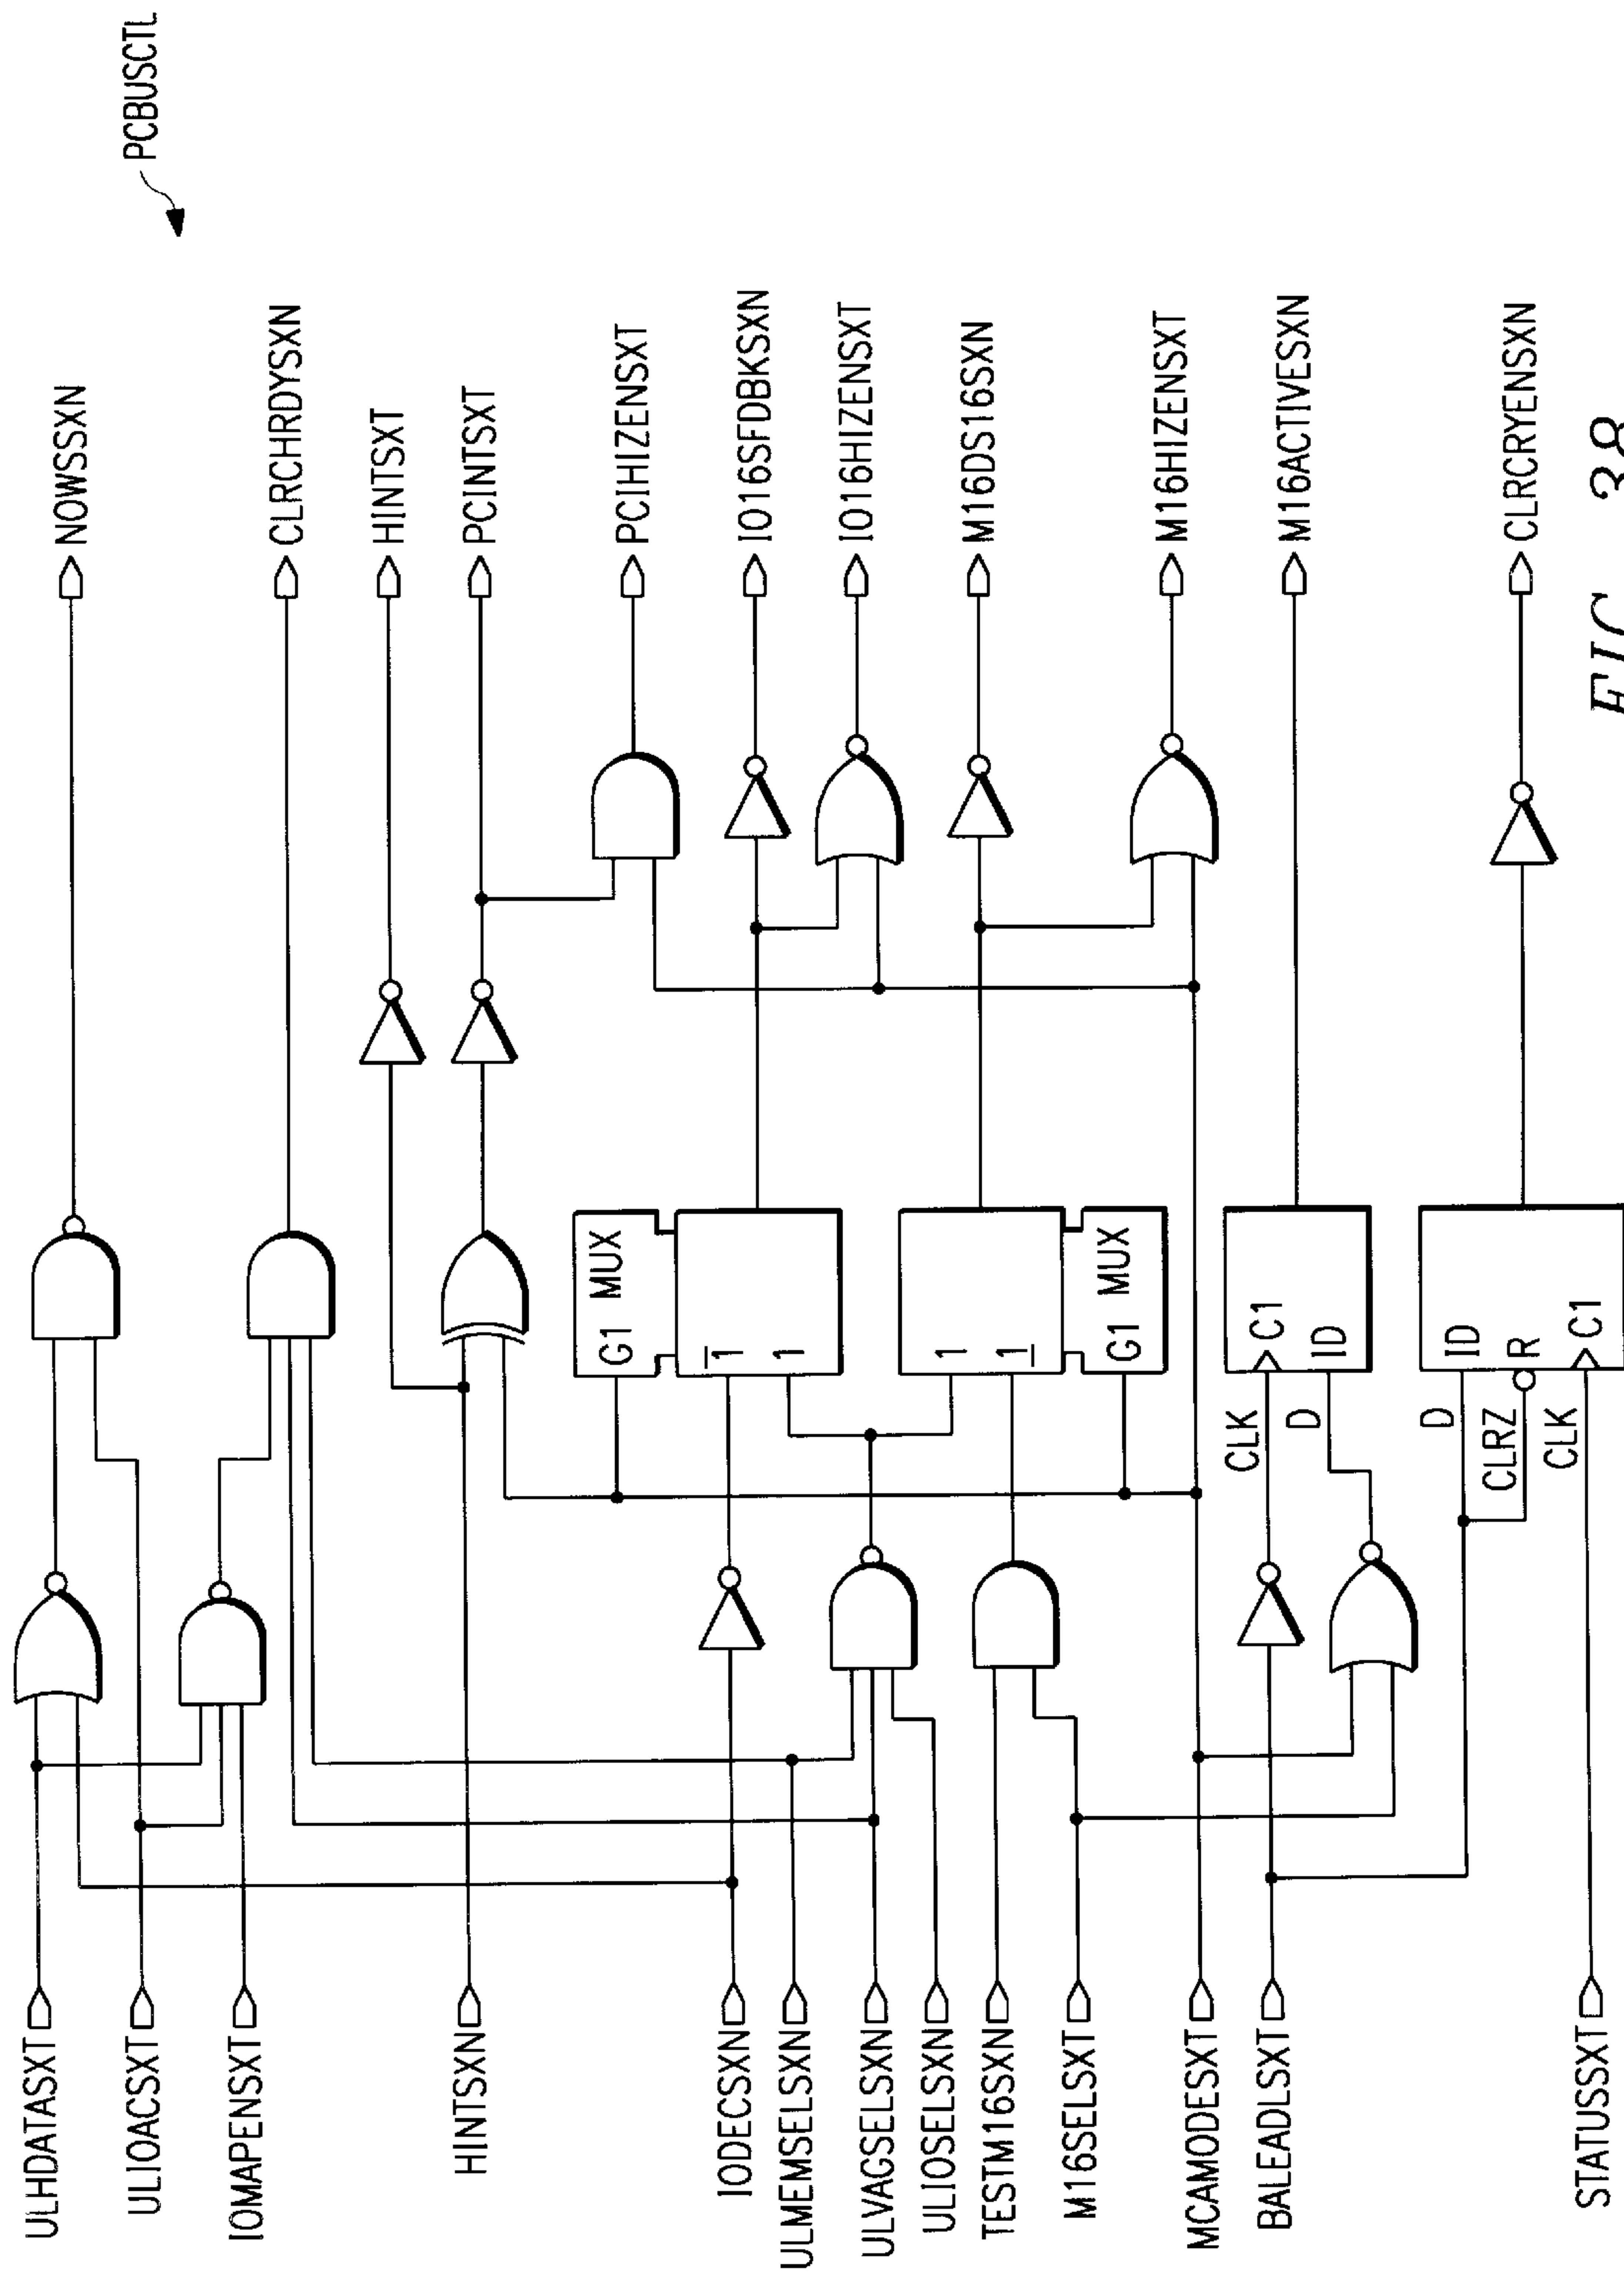 PCBUSCTL
ULHDATASXT
ULIOACSXT
IOMAPENSXT
HINTSXN
IODECSXN
ULMEMSELSXN
ULVAGSELSXN
ULIOSELSXN
TESTM16SXN
M16SELSXT
MCAMODESXT
BALEADLSXT
STATUSSXT
G1 MUX
1
1
1
1
G1 MUX
CLK
C1
D
ID
D
ID
CLRZ
R
CLK
C1
NOWSSXN
CLRCHRDYSXN
HINTSXT
PCINTSXT
PCIHIZENSXT
IO16SFDBKSXN
IO16HIZENSXT
M16DS16SXN
M16HIZENSXT
M16ACTIVESXN
CLRCRYENSXN
FIG. 38